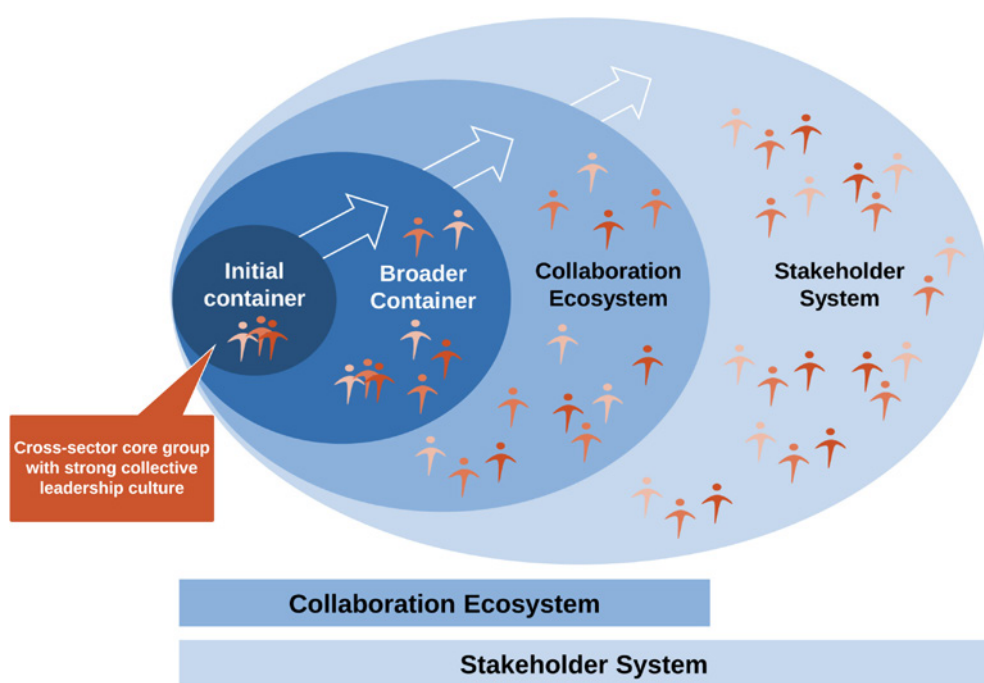 Initial
container
Broader
Container
Collaboration
Ecosystem
Stakeholder
System
Cross-sector core group
with strong collective
leadership culture
Collaboration Ecosystem
Stakeholder System